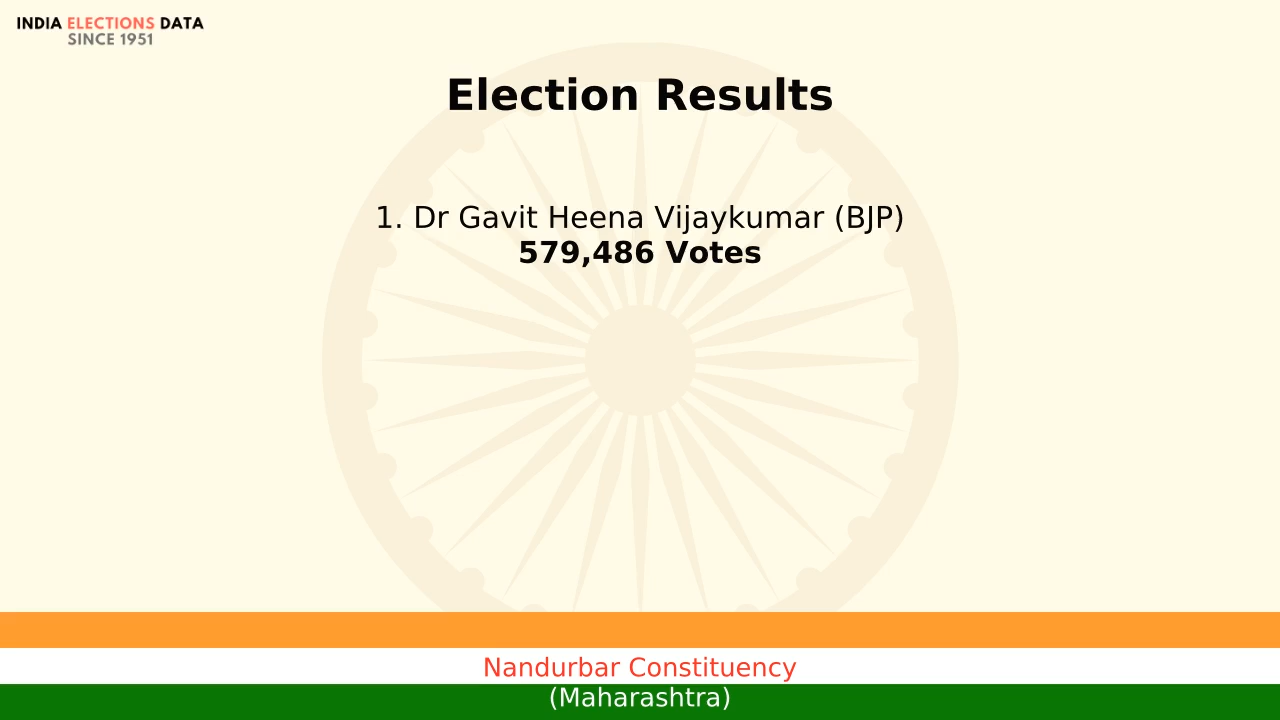 INDIA ELECTIONS DATA
SINCE 1951
Election Results
1. Dr Gavit Heena Vijaykumar (BJP)
579,486 Votes
Nandurbar Constituency
(Maharashtra)